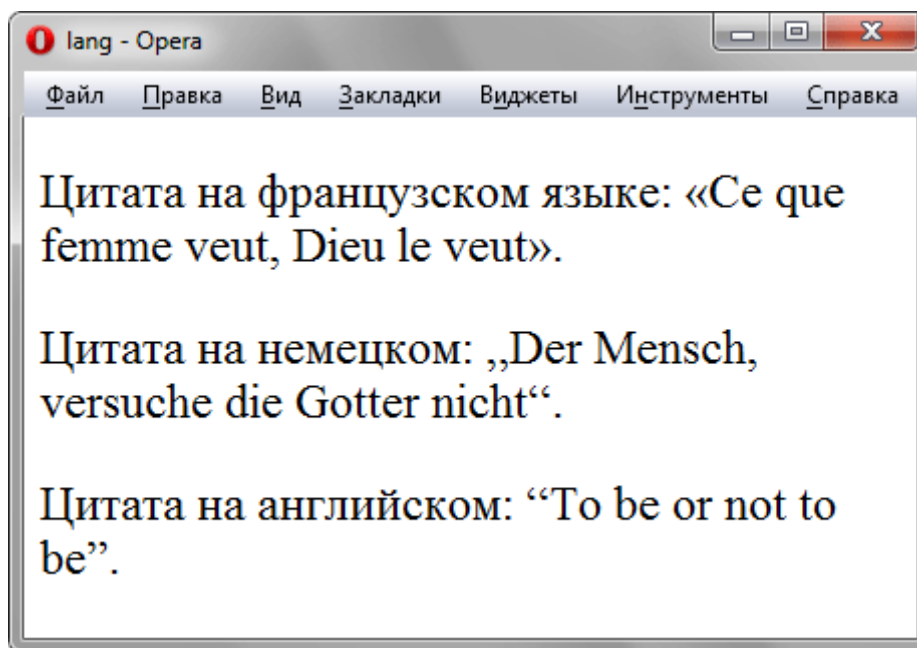 lang - Opera
Файл Правка Вид Закладки Виджеты Инструменты Справка
Цитата на французском языке: «Ce que
femme veut, Dieu le veut».
Цитата на немецком: ,,Der Mensch,
versuche die Gotter nicht“.
Цитата на английском: “To be or not to
be”.